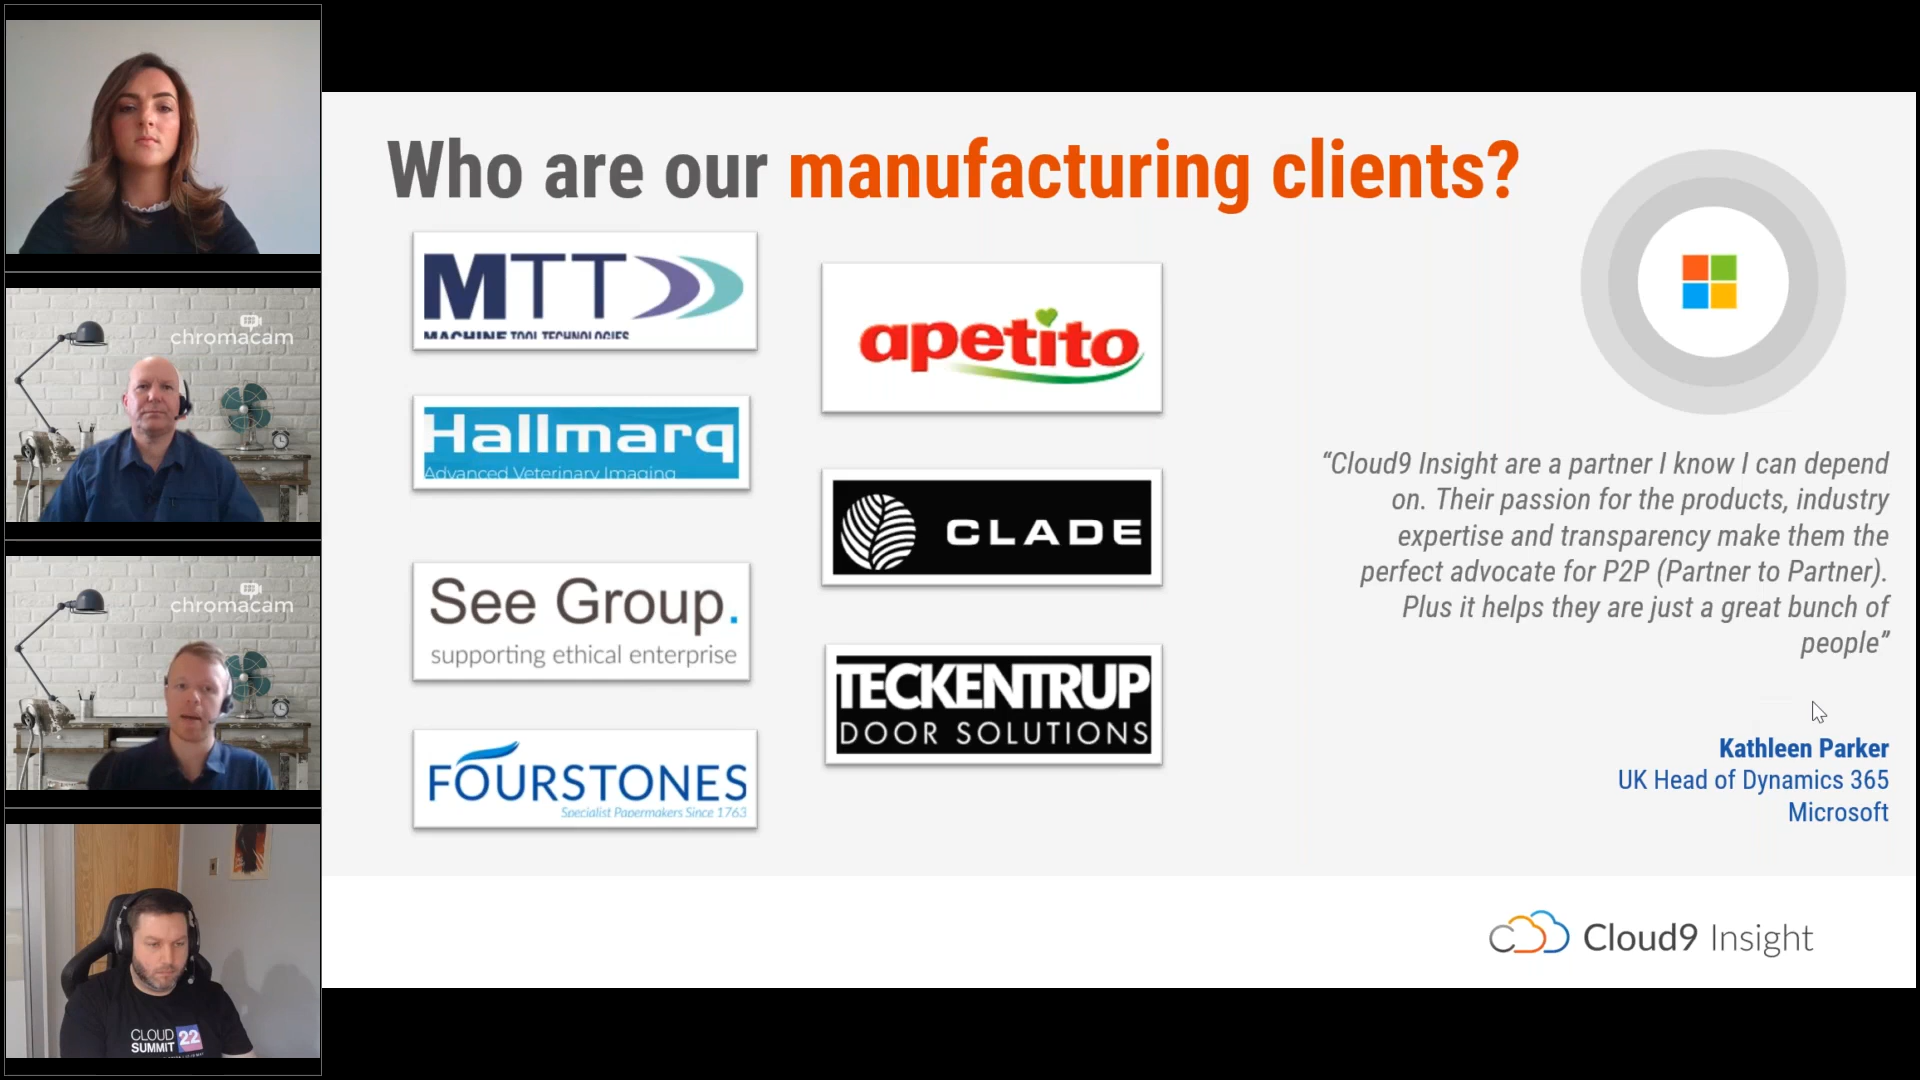 Who are our manufacturing clients?
MTT
MACHINE TOOL TECHNOLOGIES
Hallmarq
Advanced Veterinary Imaging
See Group.
supporting ethical enterprise
FOURSTONES
Specialist Papermakers Since 1763
apetito
CLADE
TECKENTRUP
DOOR SOLUTIONS
“Cloud9 Insight are a partner I know I can depend
on. Their passion for the products, industry
expertise and transparency make them the
perfect advocate for P2P (Partner to Partner).
Plus it helps they are just a great bunch of
people”
Kathleen Parker
UK Head of Dynamics 365
Microsoft
Cloud9 Insight
chromacam
chromacam
CLOUD
SUMMIT 22